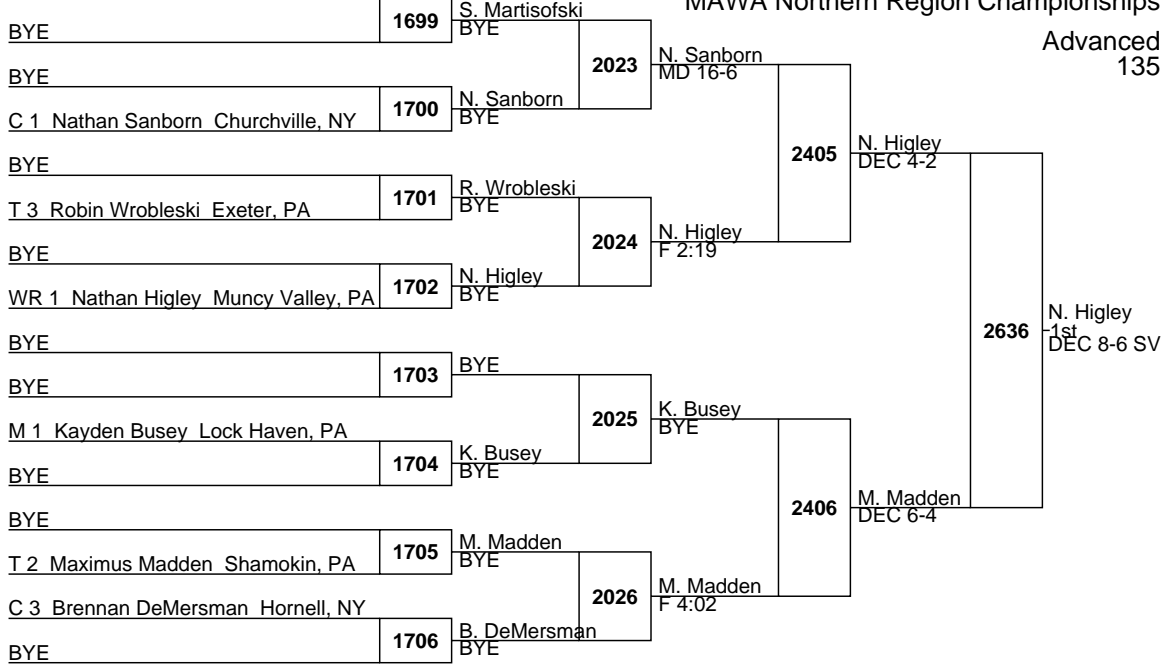 MAWA Northern Region Championships
Advanced
135
BYE
1699
S. Martisofski
BYE
BYE
C 1 Nathan Sanborn Churchville, NY
1700
N. Sanborn
BYE
2023
N. Sanborn
MD 16-6
BYE
T 3 Robin Wrobleski Exeter, PA
1701
R. Wrobleski
BYE
BYE
WR 1 Nathan Higley Muncy Valley, PA
1702
N. Higley
BYE
2024
N. Higley
F 2:19
2405
N. Higley
DEC 4-2
BYE
BYE
1703
BYE
M 1 Kayden Busey Lock Haven, PA
BYE
1704
K. Busey
BYE
2025
K. Busey
BYE
BYE
T 2 Maximus Madden Shamokin, PA
1705
M. Madden
BYE
C 3 Brennan DeMersman Hornell, NY
BYE
1706
B. DeMersman
BYE
2026
M. Madden
F 4:02
2406
M. Madden
DEC 6-4
2636
N. Higley
1st
DEC 8-6 SV